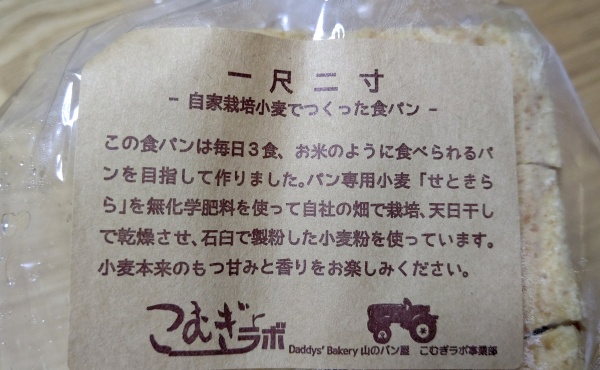 一尺二寸
- 自家栽培小麦でつくった食パン -
この食パンは毎日3食、お米のように食べられるパ
ンを目指して作りました。パン専用小麦「せときら
ら」を無化学肥料を使って自社の畑で栽培、天日干し
で乾燥させ、石臼で製粉した小麦粉を使っています。
小麦本来のもつ甘みと香りをお楽しみください。
こむぎラボ
Daddys' Bakery 山のパン屋 こむぎラボ事業部